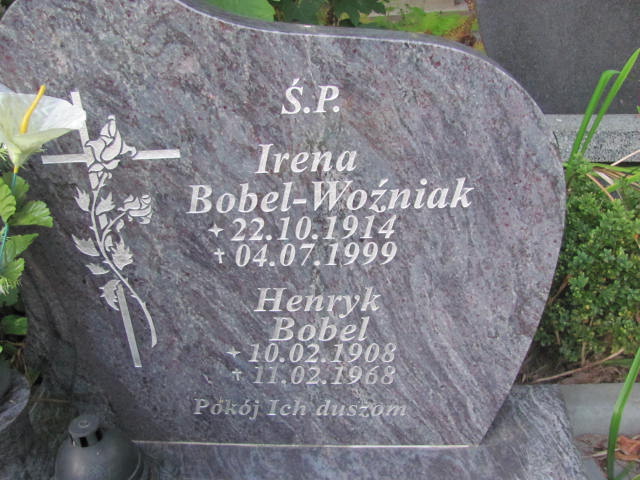 Ś.P.
Irena
Bobel-Woźniak
✦ 22.10.1914
✝ 04.07.1999
Henryk
Bobel
✦ 10.02.1908
✝ 11.02.1968
Pokój Ich duszom